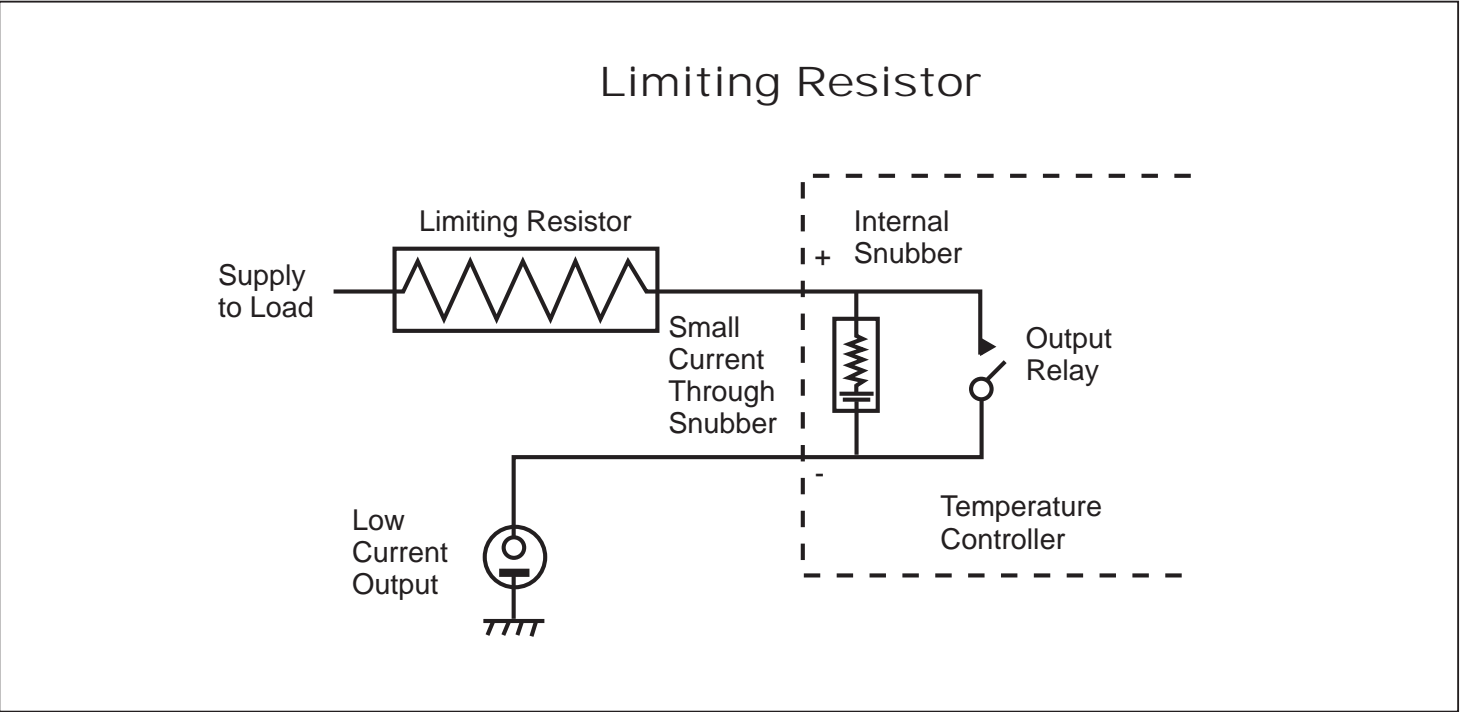 Limiting Resistor
Limiting Resistor
Supply
to Load
Small
Current
Through
Snubber
+
Internal
Snubber
Output
Relay
-
Temperature
Controller
Low
Current
Output